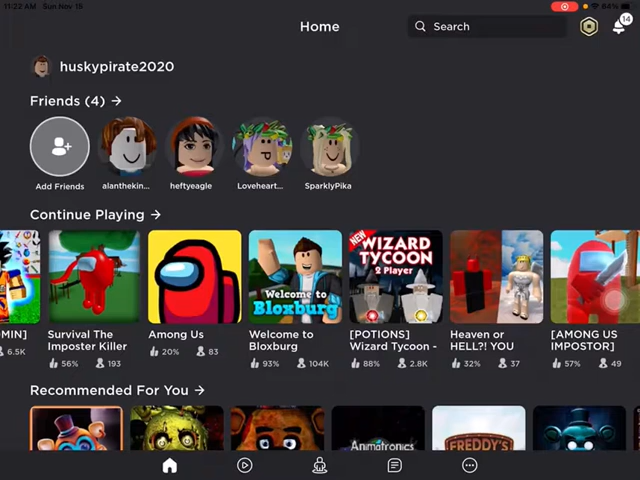 11:22 AM Sun Nov 15
64%
Home
Search
14
huskypirate2020
Friends (4) →
Add Friends
alanthekin...
heftyeagle
Loveheart...
SparklyPika
Continue Playing →
Welcome to Bloxburg
NEW WIZARD TYCOON 2 Player
MIN]
Survival The Imposter Killer
Among Us
Welcome to Bloxburg
[POTIONS] Wizard Tycoon -
Heaven or HELL?! YOU
[AMONG US IMPOSTOR]
6.5K
56% 193
20% 83
93% 104K
88% 2.8K
32% 37
57% 49
Recommended For You →
Animatronics
FREDDY'S